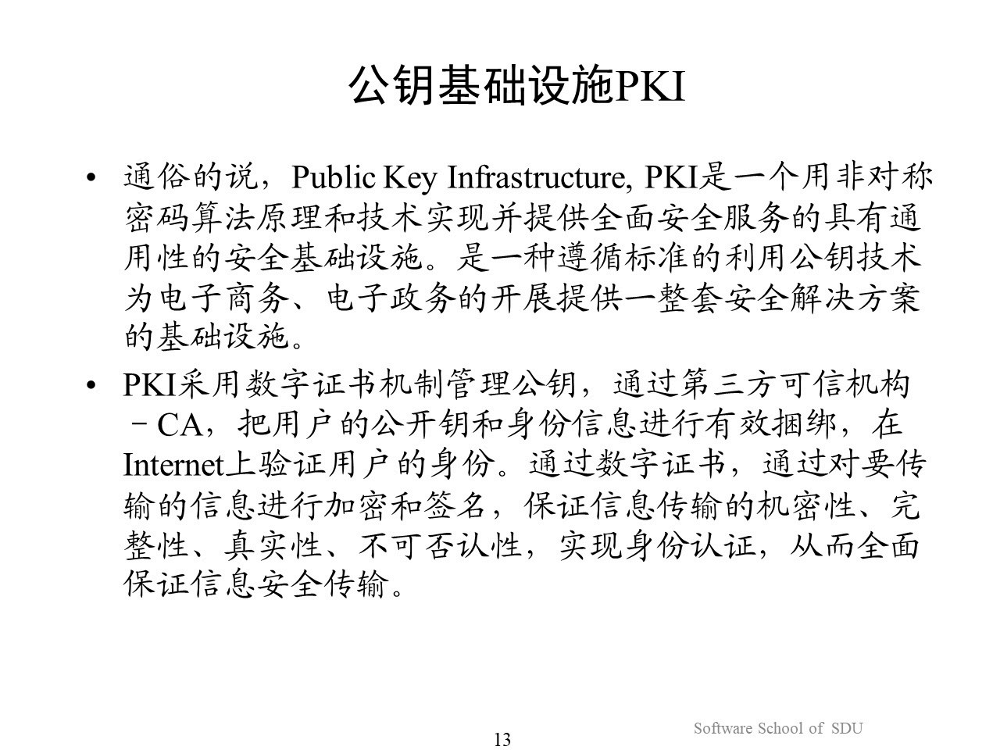 公钥基础设施PKI
• 通俗的说，Public Key Infrastructure, PKI是一个用非对称
密码算法原理和技术实现并提供全面安全服务的具有通
用性的安全基础设施。是一种遵循标准的利用公钥技术
为电子商务、电子政务的开展提供一整套安全解决方案
的基础设施。
• PKI采用数字证书机制管理公钥，通过第三方可信机构
－CA，把用户的公开钥和身份信息进行有效捆绑，在
Internet上验证用户的身份。通过数字证书，通过对要传
输的信息进行加密和签名，保证信息传输的机密性、完
整性、真实性、不可否认性，实现身份认证，从而全面
保证信息安全传输。
Software School of SDU
13